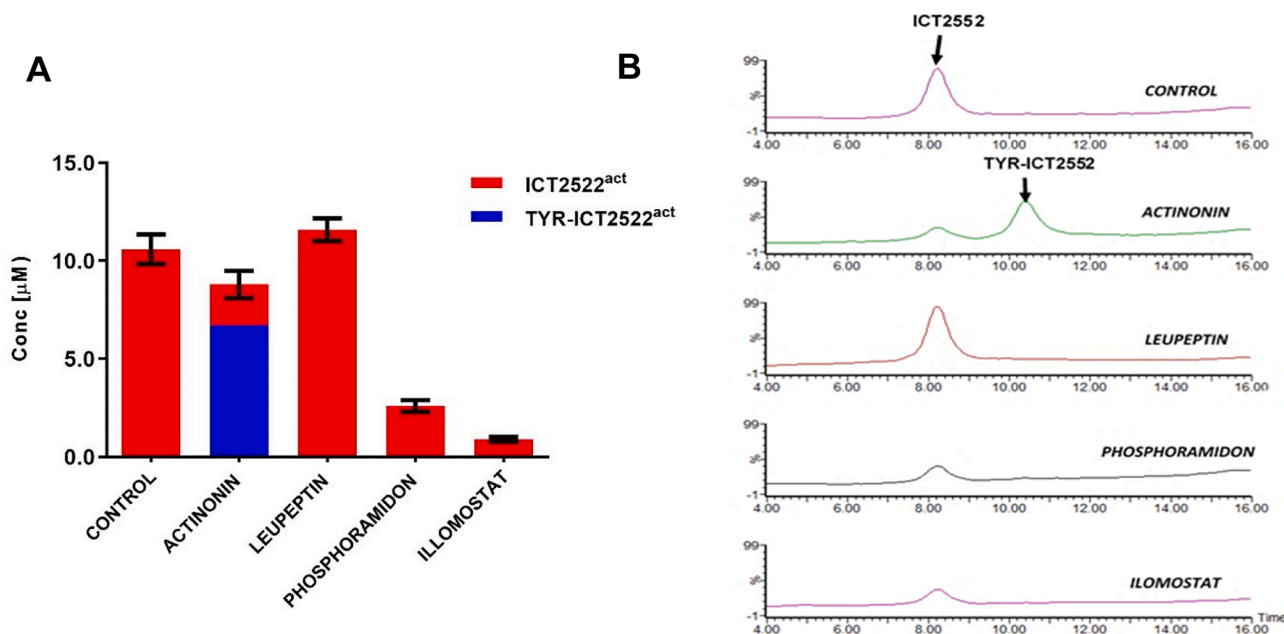 A
Conc [µM]
15.0
10.0
5.0
0.0
CONTROL
ACTINONIN
LEUPEPTIN
PHOSPHORAMIDON
ILLOMOSTAT
ICT2522act
TYR-ICT2522act
B
ICT2552
99
%
-1
CONTROL
4.00 6.00 8.00 10.00 12.00 14.00 16.00
TYR-ICT2552
99
%
-1
ACTINONIN
4.00 6.00 8.00 10.00 12.00 14.00 16.00
99
%
-1
LEUPEPTIN
4.00 6.00 8.00 10.00 12.00 14.00 16.00
99
%
-1
PHOSPHORAMIDON
4.00 6.00 8.00 10.00 12.00 14.00 16.00
99
%
-1
ILOMOSTAT
4.00 6.00 8.00 10.00 12.00 14.00 16.00 Time